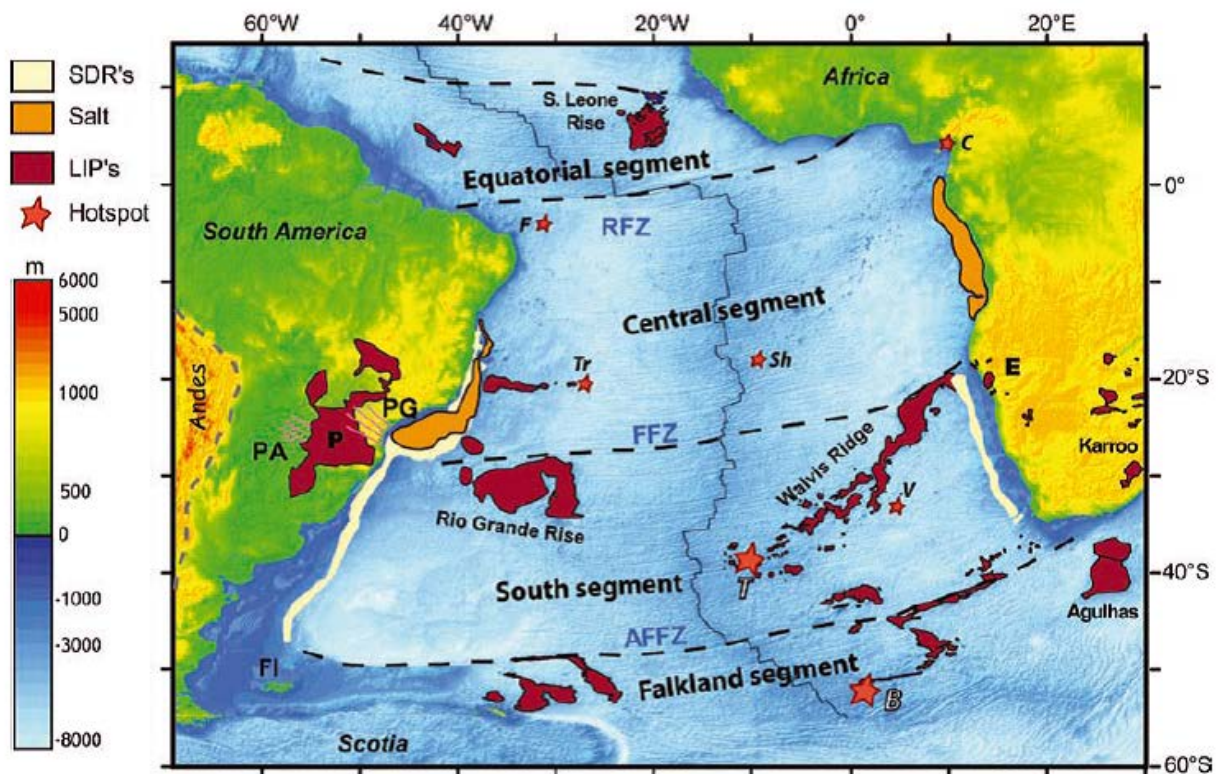 60°W 40°W 20°W 0° 20°E
SDR's
Salt
LIP's
Hotspot
m
6000
5000
1000
500
0
-1000
-3000
-8000
Africa
S. Leone
Rise
C
Equatorial segment
0°
F
RFZ
South America
Central segment
Tr
Sh
E
20°S
Andes
PG
P
PA
FFZ
Walvis Ridge
Karroo
V
Rio Grande Rise
T
South segment
40°S
Agulhas
AFFZ
FI
Falkland segment
B
Scotia
60°S